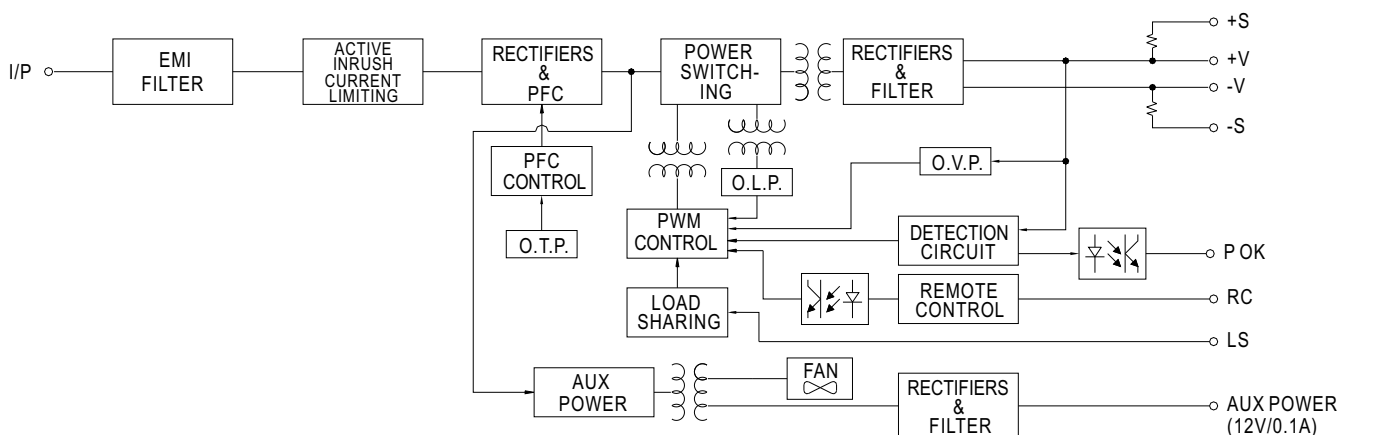 I/P
EMI
FILTER
ACTIVE
INRUSH
CURRENT
LIMITING
RECTIFIERS
&
PFC
POWER
SWITCH-
ING
RECTIFIERS
&
FILTER
+S
+V
-V
-S
PFC
CONTROL
O.T.P.
O.L.P.
O.V.P.
PWM
CONTROL
DETECTION
CIRCUIT
P OK
LOAD
SHARING
REMOTE
CONTROL
RC
LS
AUX
POWER
FAN
RECTIFIERS
&
FILTER
AUX POWER
(12V/0.1A)